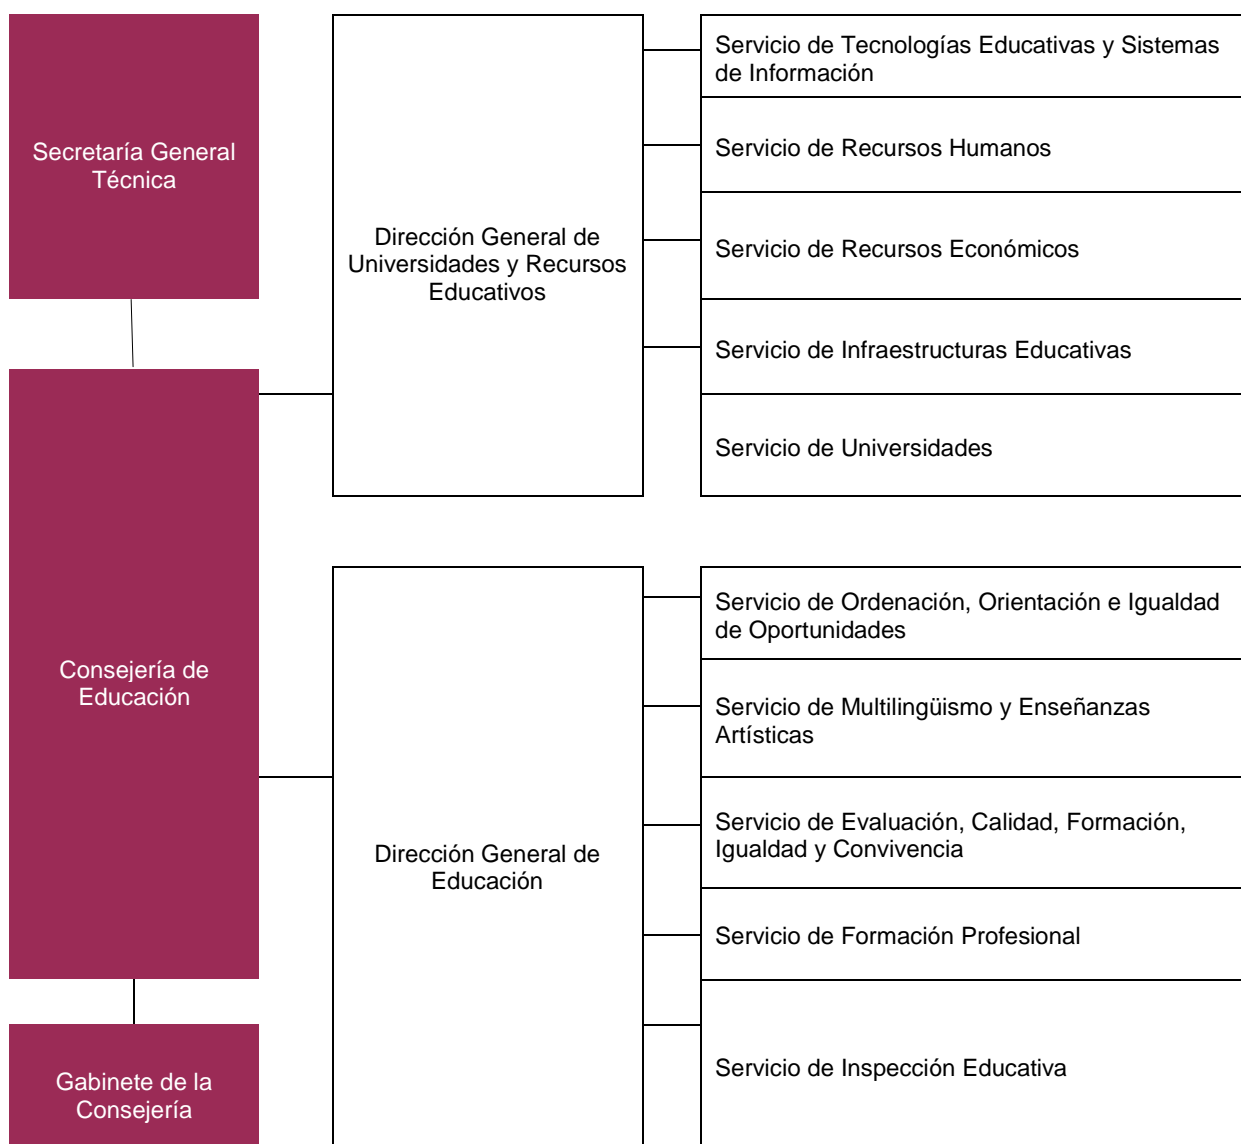 Secretaría General
Técnica
Dirección General de
Universidades y Recursos
Educativos
Servicio de Tecnologías Educativas y Sistemas
de Información
Servicio de Recursos Humanos
Servicio de Recursos Económicos
Servicio de Infraestructuras Educativas
Servicio de Universidades
Consejería de
Educación
Dirección General de
Educación
Servicio de Ordenación, Orientación e Igualdad
de Oportunidades
Servicio de Multilingüismo y Enseñanzas
Artísticas
Servicio de Evaluación, Calidad, Formación,
Igualdad y Convivencia
Servicio de Formación Profesional
Servicio de Inspección Educativa
Gabinete de la
Consejería